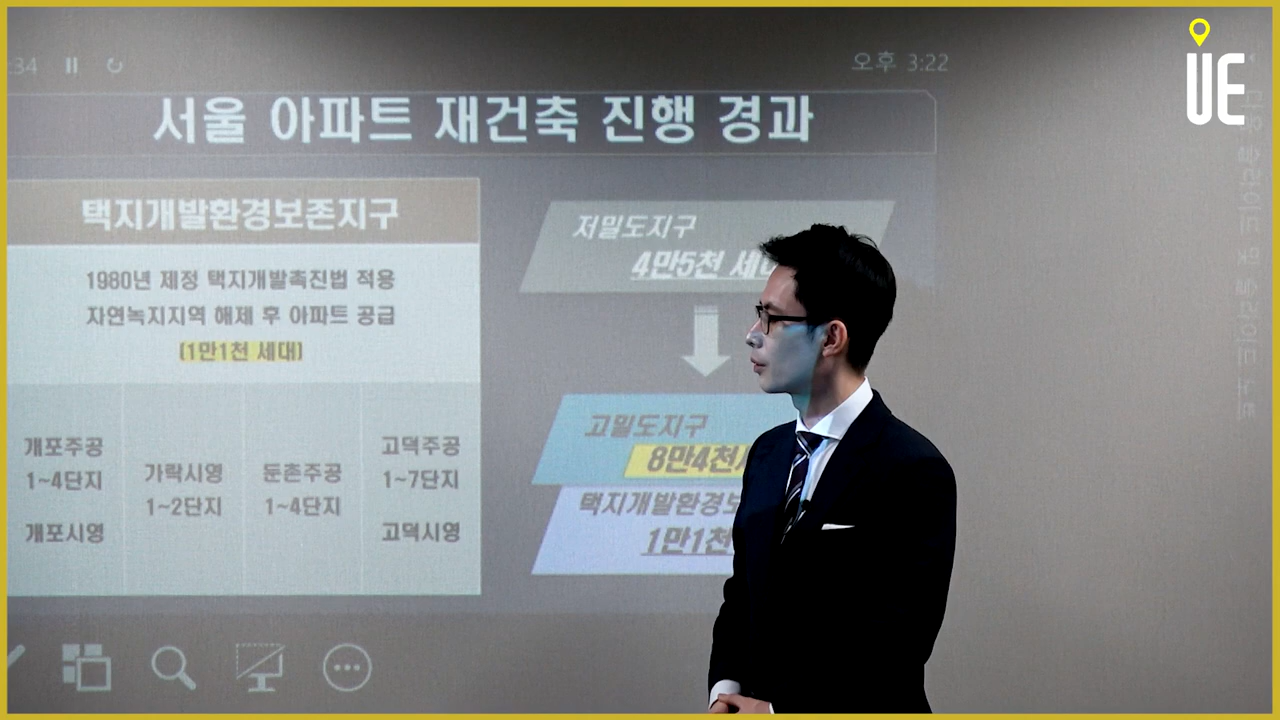 :34
오후 3:22
UE
서울 아파트 재건축 진행 경과
택지개발환경보존지구
1980년 제정 택지개발촉진법 적용
자연녹지지역 해제 후 아파트 공급
(1만1천 세대)
개포주공
1~4단지
개포시영
가락시영
1~2단지
둔촌주공
1~4단지
고덕주공
1~7단지
고덕시영
저밀도지구
4만5천 세대
고밀도지구
8만4천
택지개발환경보
1만1천